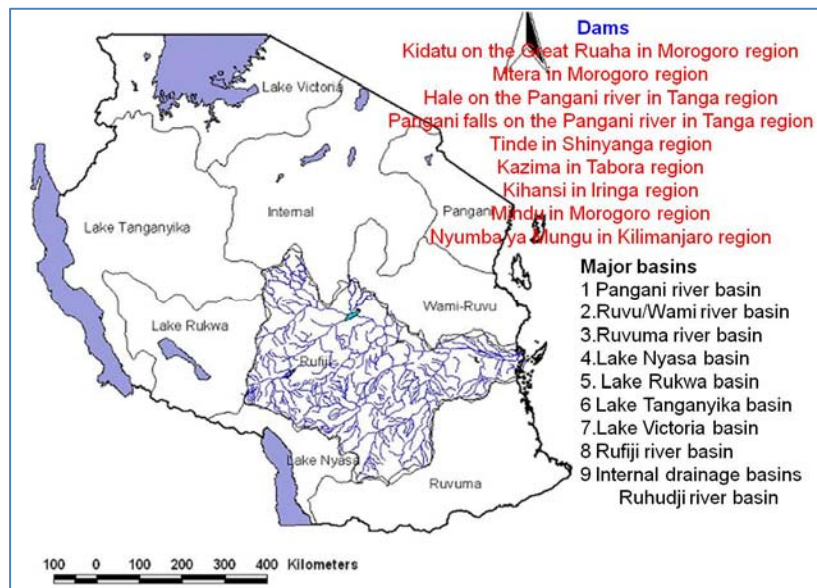 Dams
Kidatu on the Great Ruaha in Morogoro region
Mtera in Morogoro region
Hale on the Pangani river in Tanga region
Pangani falls on the Pangani river in Tanga region
Tinde in Shinyanga region
Kazima in Tabora region
Kihansi in Iringa region
Mindu in Morogoro region
Nyumba ya Mungu in Kilimanjaro region
Lake Victoria
Internal
Pangani
Lake Tanganyika
Wami-Ruvu
Lake Rukwa
Rufiji
Lake Nyasa
Ruvuma
Major basins
1 Pangani river basin
2.Ruvu/Wami river basin
3.Ruvuma river basin
4.Lake Nyasa basin
5. Lake Rukwa basin
6 Lake Tanganyika basin
7.Lake Victoria basin
8 Rufiji river basin
9 Internal drainage basins
Ruhudji river basin
100 0 100 200 300 400 Kilometers